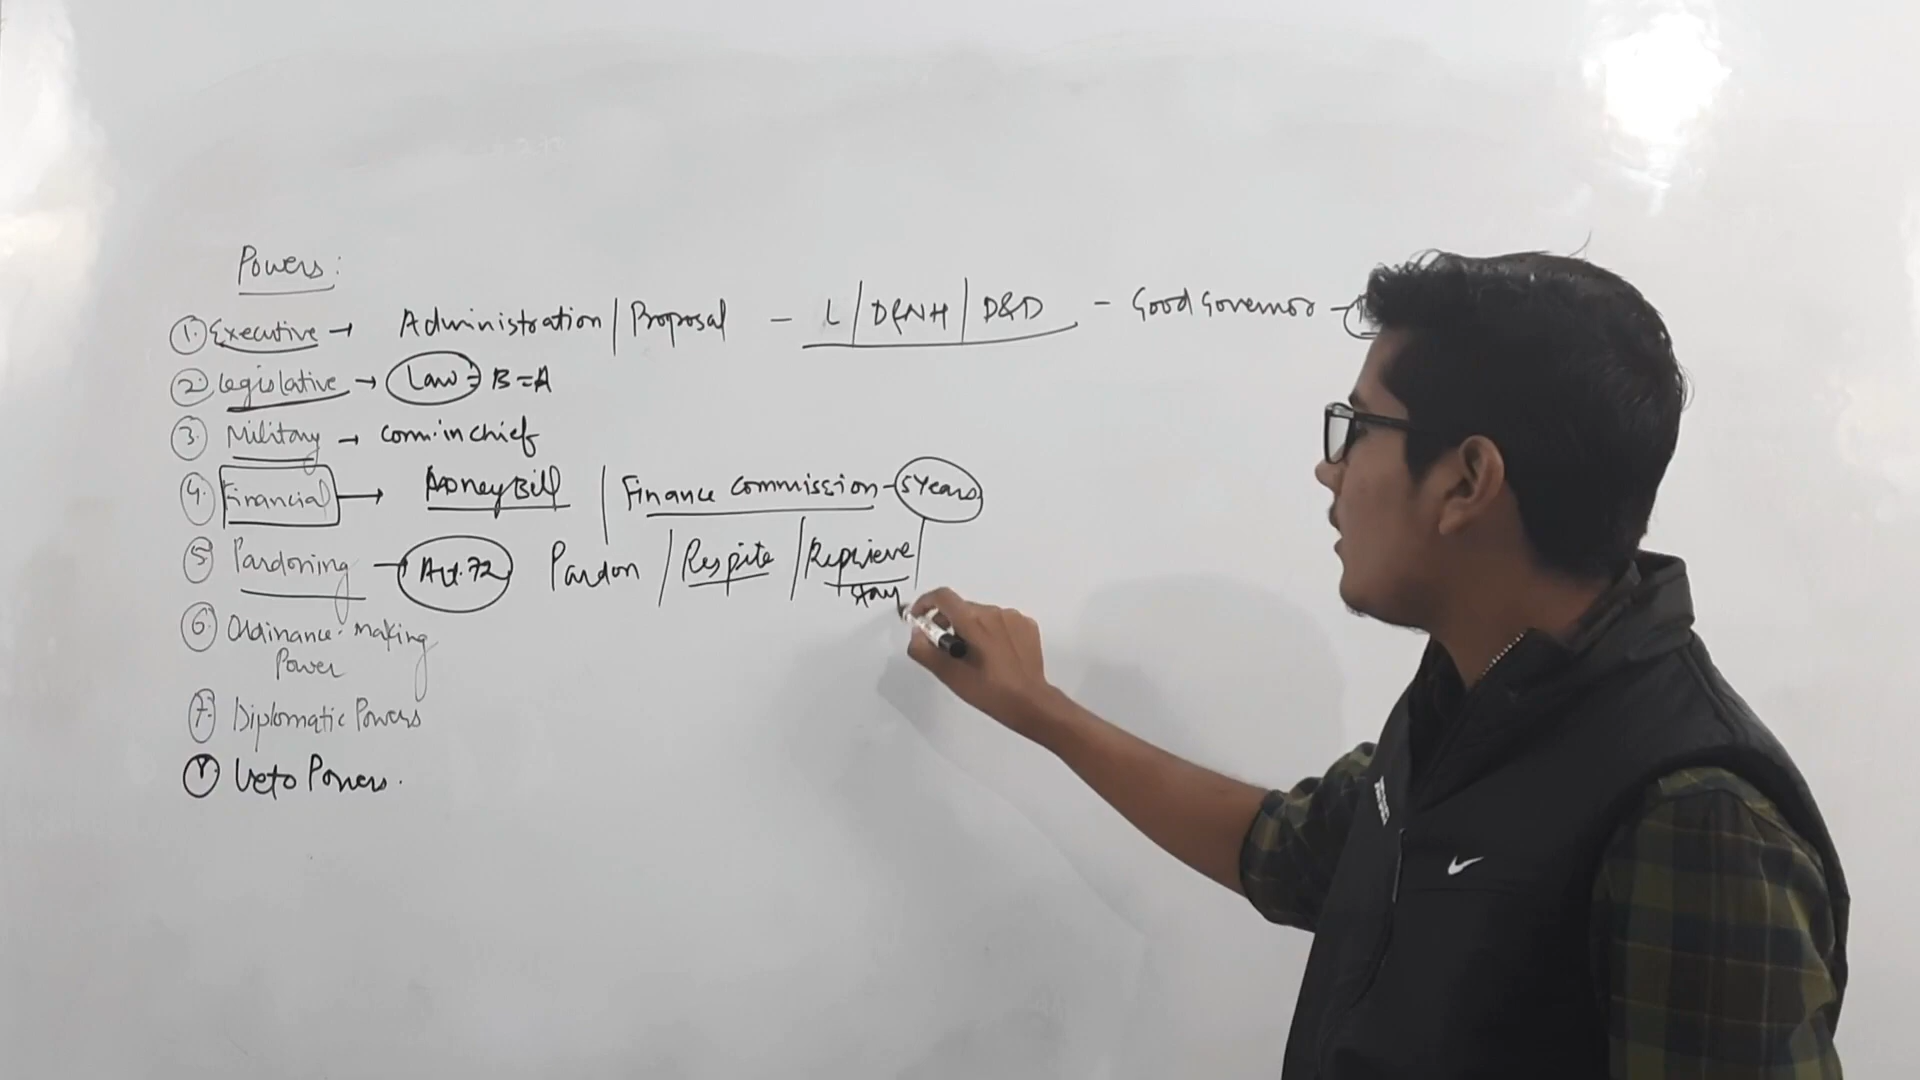 Powers:
1. Executive → Administration / Proposal - L / D&NH / D&D - Good Governor -
2. Legislative → Law = B = A
3. Military → Comm. in Chief
4. Financial → Money Bill / Finance Commission - 5 Years
5. Pardoning → Art. 72 Pardon / Respite / Reprieve /
Stay
6. Ordinance-making
Power
7. Diplomatic Powers
Veto Powers.